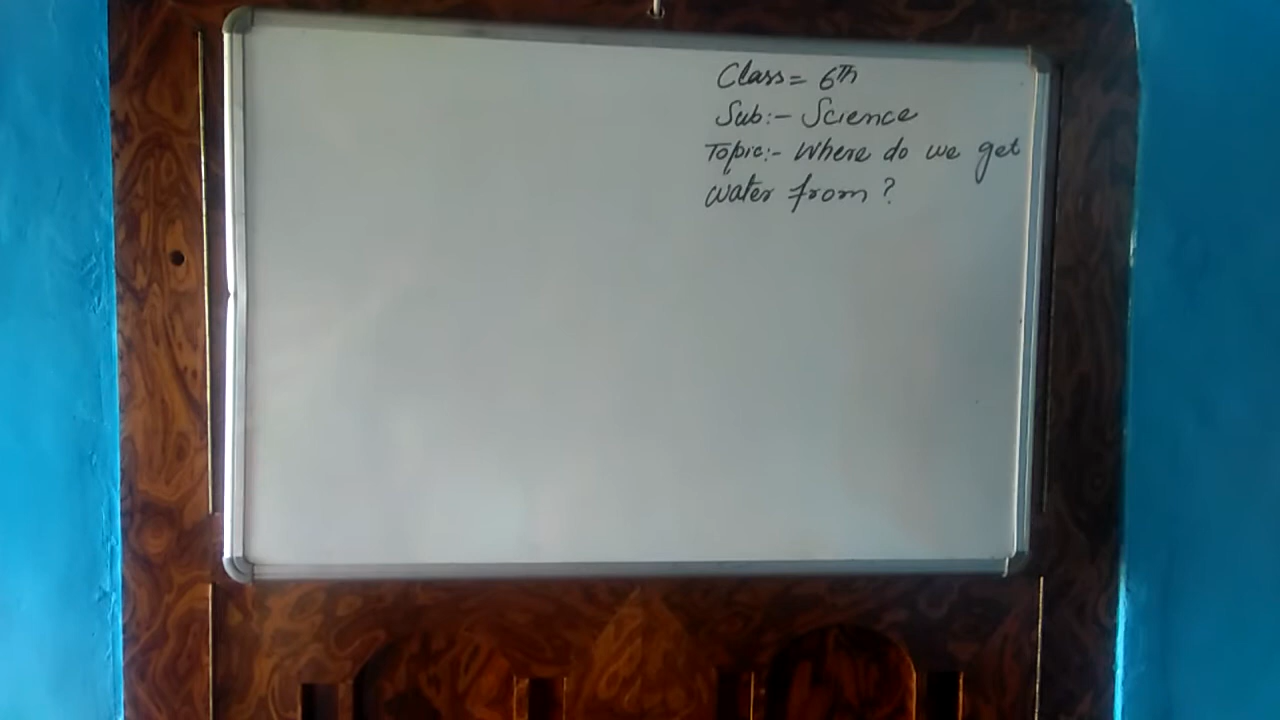 Class = 6th
Sub:- Science
Topic:- Where do we get
water from ?